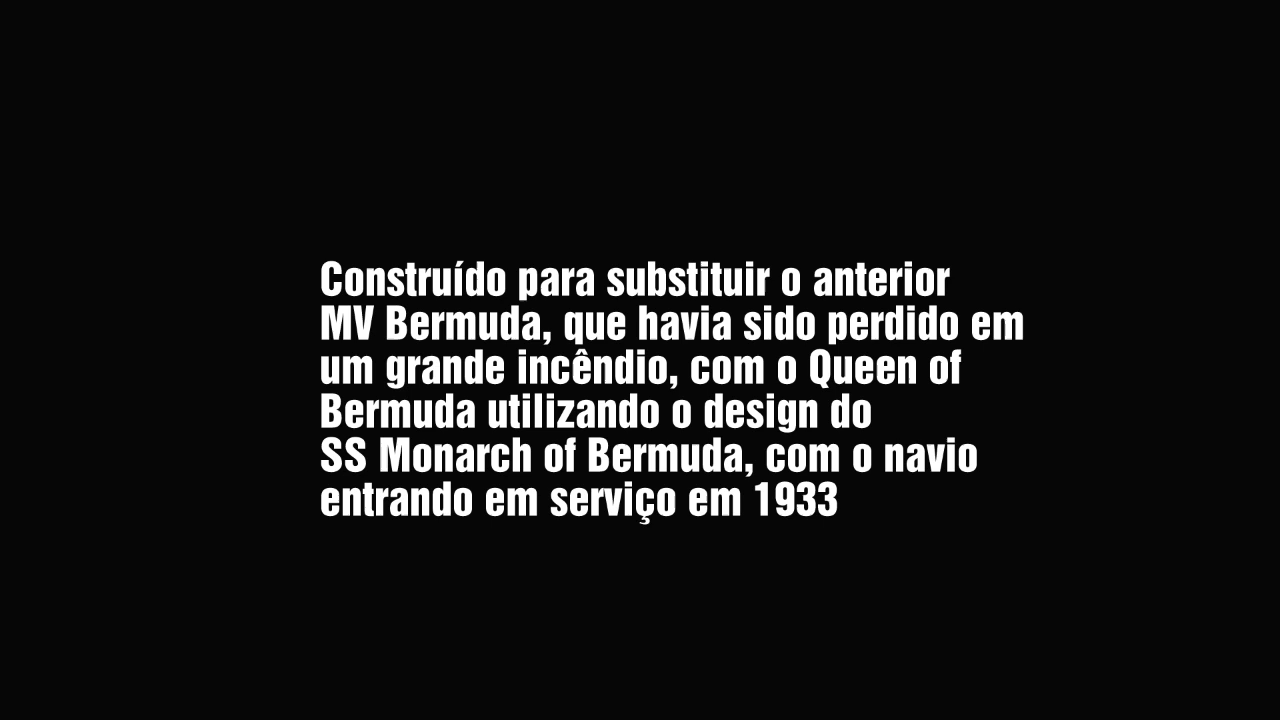 Construído para substituir o anterior
MV Bermuda, que havia sido perdido em
um grande incêndio, com o Queen of
Bermuda utilizando o design do
SS Monarch of Bermuda, com o navio
entrando em serviço em 1933